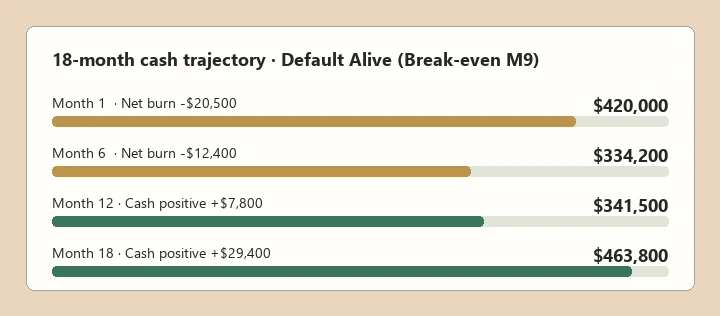 18-month cash trajectory · Default Alive (Break-even M9)
Month 1 · Net burn -$20,500 $420,000
Month 6 · Net burn -$12,400 $334,200
Month 12 · Cash positive +$7,800 $341,500
Month 18 · Cash positive +$29,400 $463,800